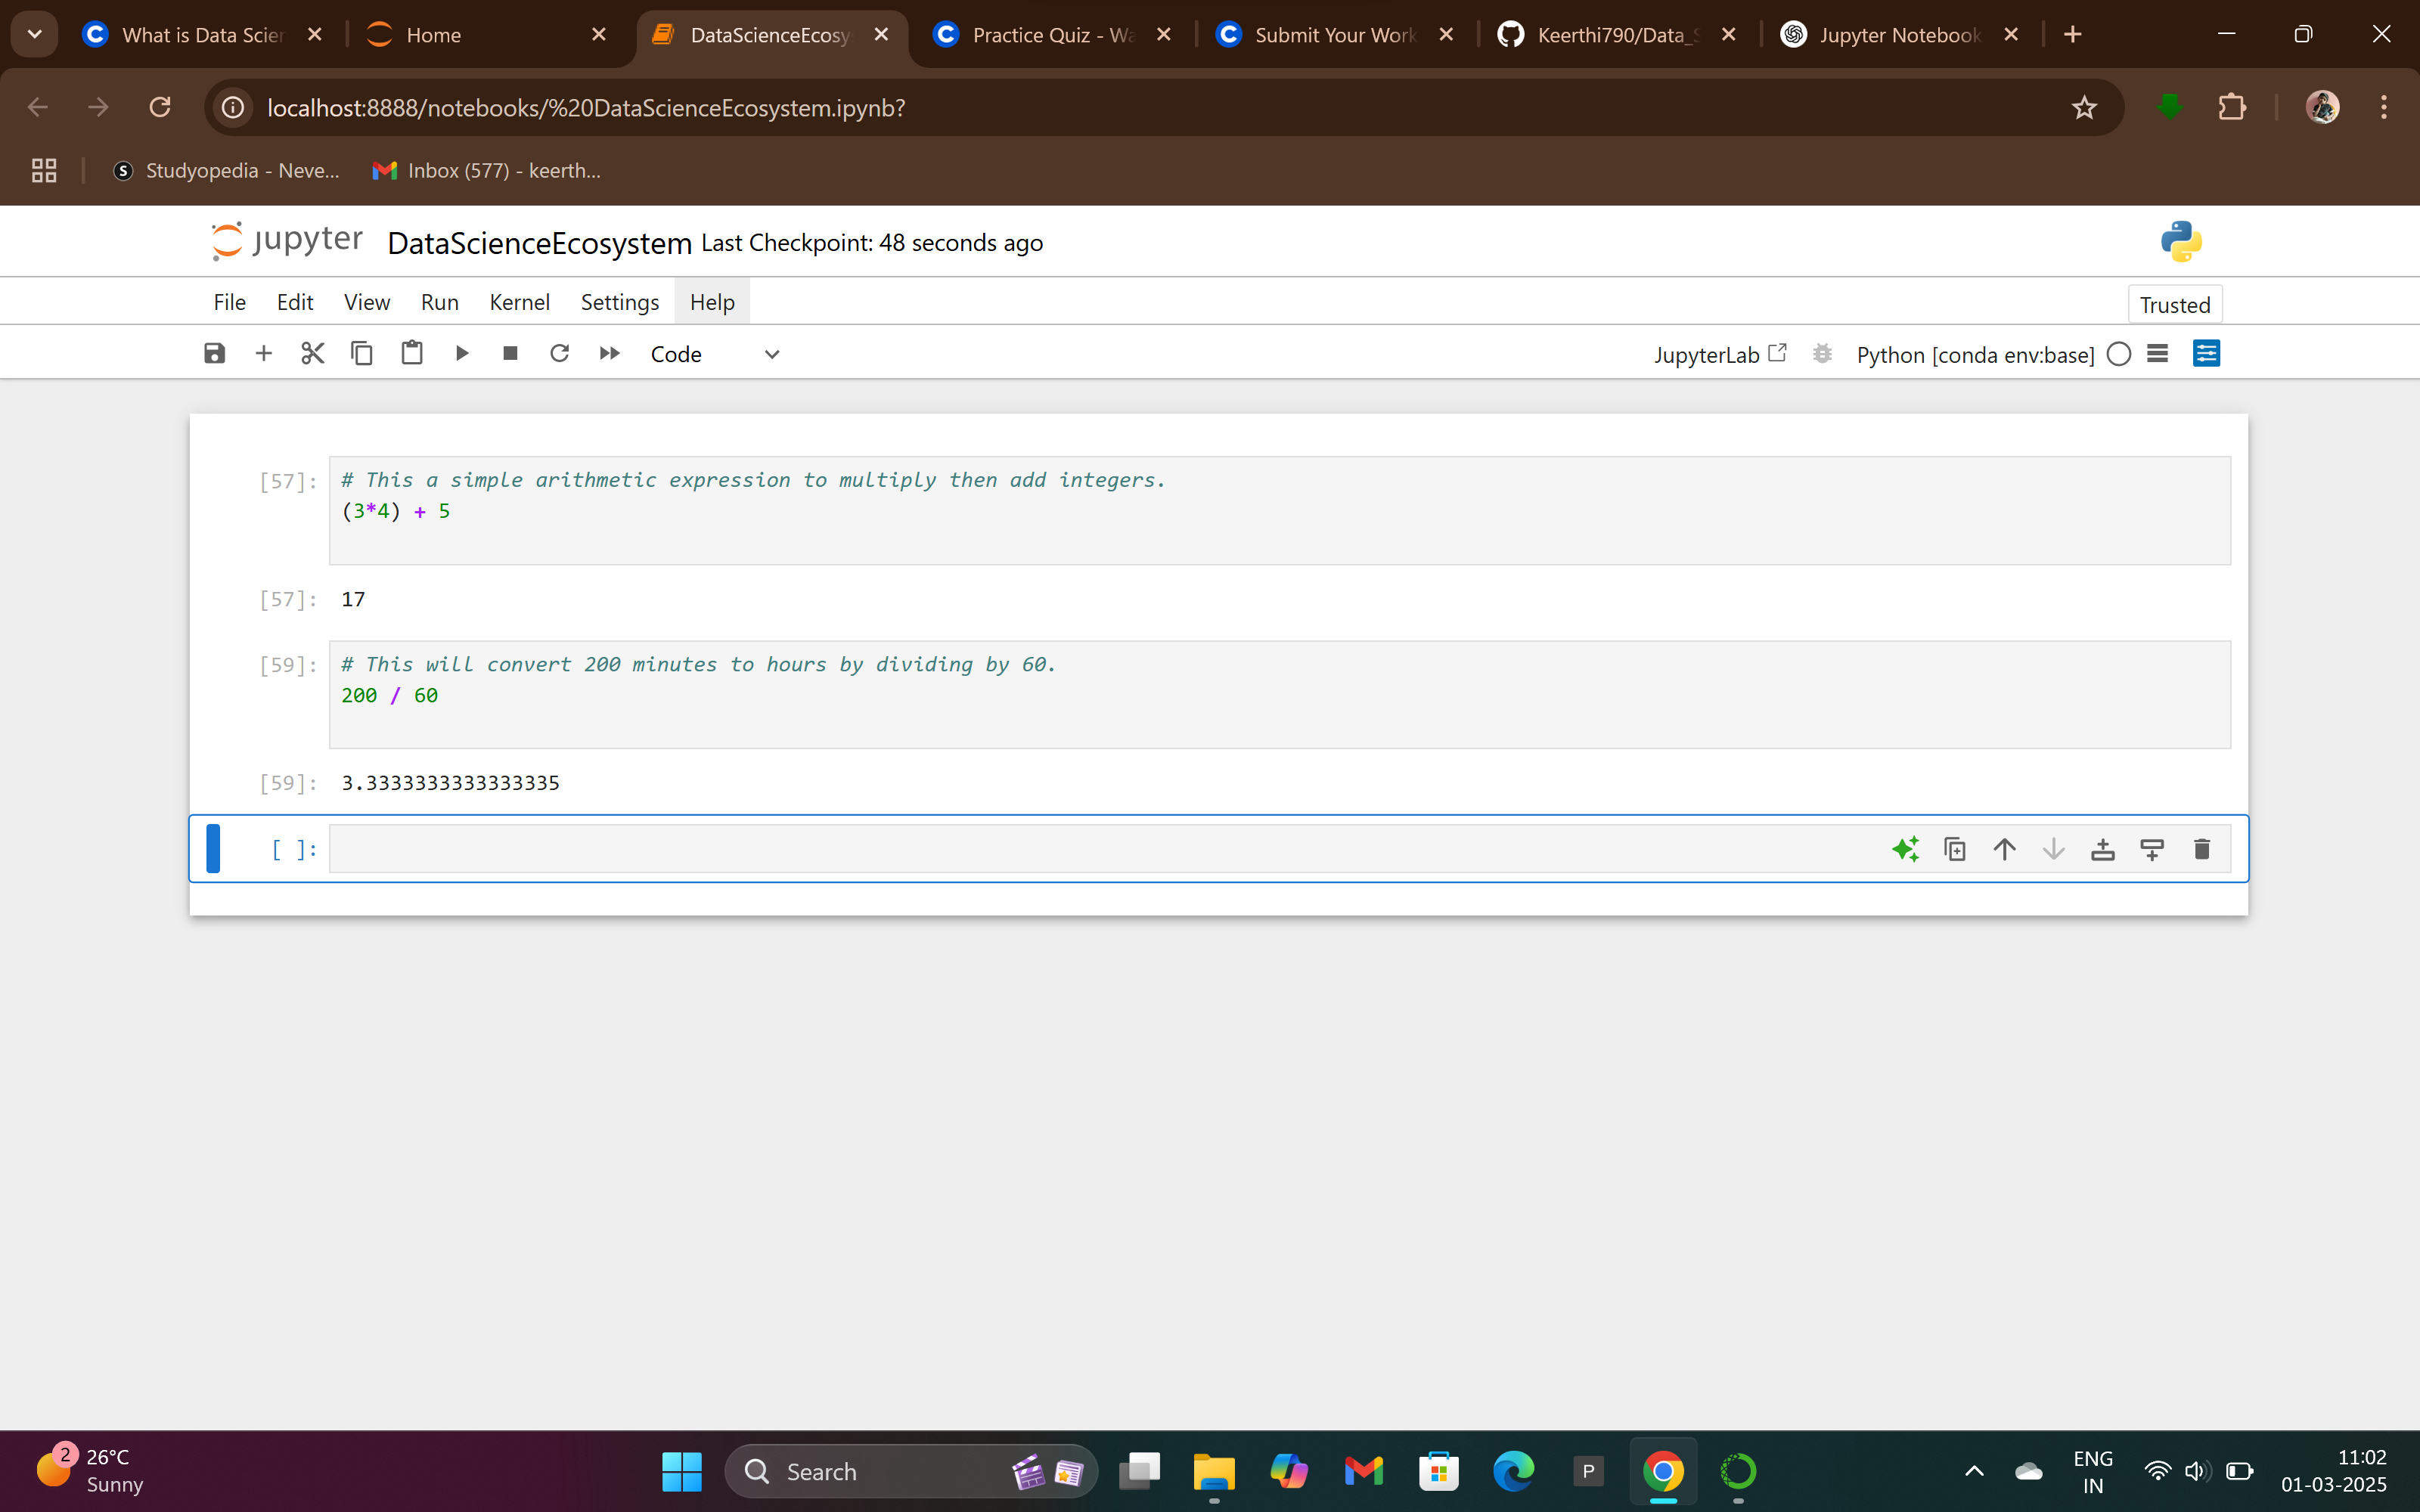 What is Data Scier
Home
DataScienceEcosy
Practice Quiz - Wa
Submit Your Work
Keerthi790/Data_S
Jupyter Notebook
localhost:8888/notebooks/%20DataScienceEcosystem.ipynb?
Studyopedia - Neve...
Inbox (577) - keerth...
jupyter DataScienceEcosystem Last Checkpoint: 48 seconds ago
File Edit View Run Kernel Settings Help
Trusted
Code
JupyterLab
Python [conda env:base]
[57]: # This a simple arithmetic expression to multiply then add integers.
(3*4) + 5
[57]: 17
[59]: # This will convert 200 minutes to hours by dividing by 60.
200 / 60
[59]: 3.3333333333333335
[ ]:
2
26°C
Sunny
Search
P
ENG
IN
11:02
01-03-2025